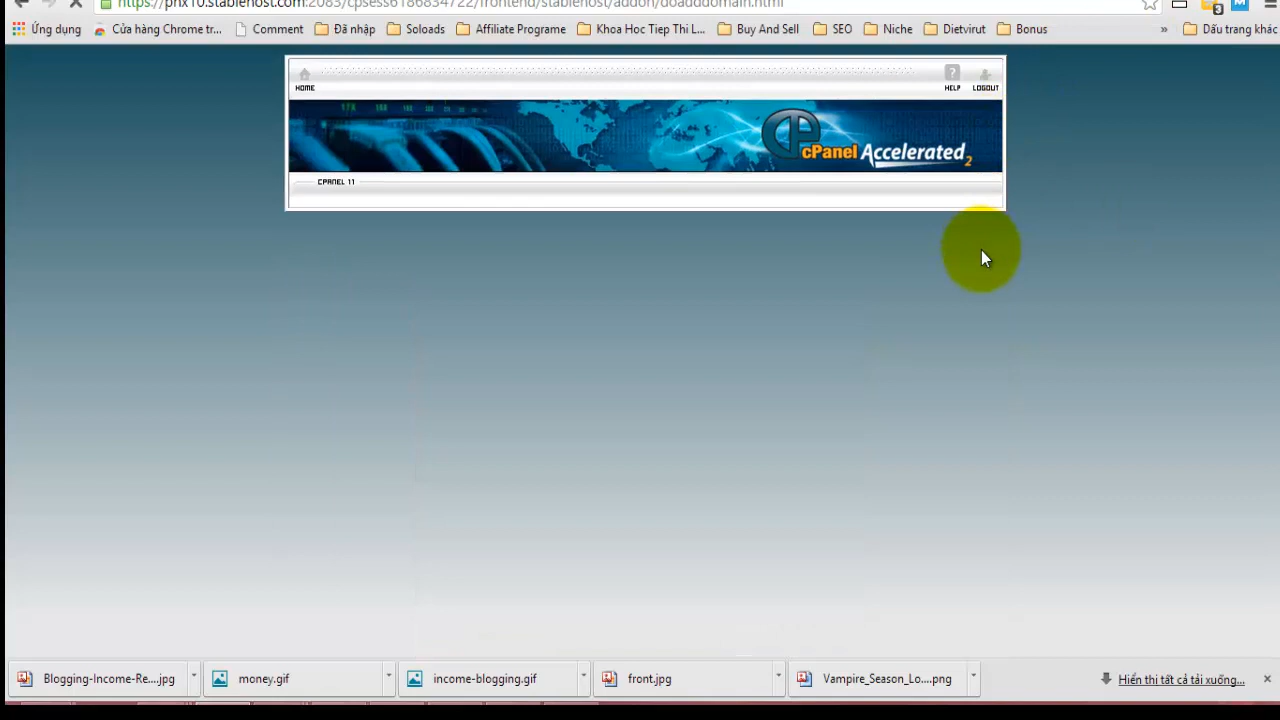 https://phx10.stablehost.com:2083/cpsess6186834722/frontend/stablehost/addon/doadddomain.html
3
Ứng dụng
Cửa hàng Chrome tr...
Comment
Đã nhập
Soloads
Affiliate Programe
Khoa Hoc Tiep Thi L...
Buy And Sell
SEO
Niche
Dietvirut
Bonus
»
Dấu trang khác
HOME
?
HELP
LOGOUT
cPanel Accelerated 2
CPANEL 11
Blogging-Income-Re....jpg
money.gif
income-blogging.gif
front.jpg
Vampire_Season_Lo....png
Hiển thị tất cả tải xuống...